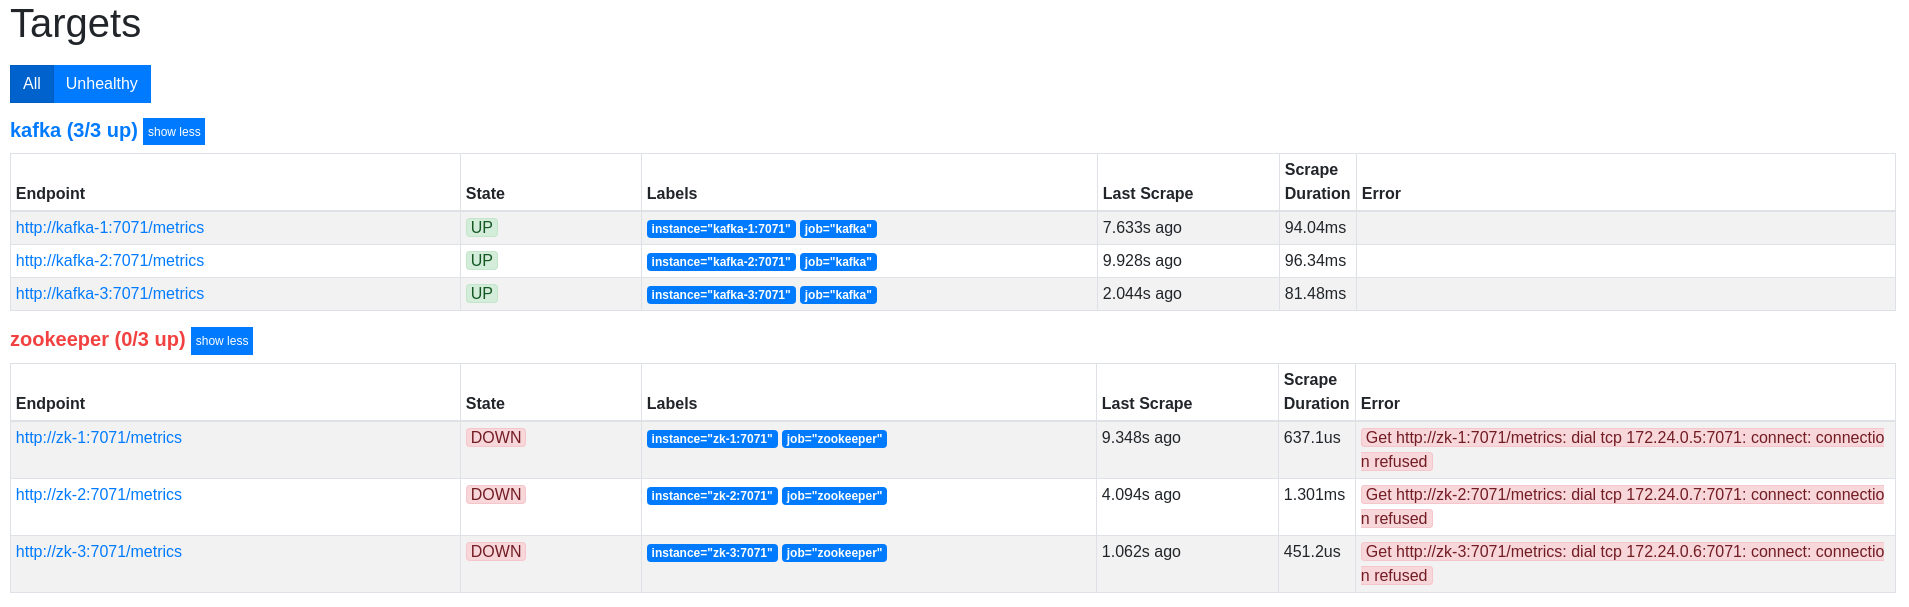 Targets
All Unhealthy
kafka (3/3 up) show less
Endpoint State Labels Last Scrape Scrape Duration Error
http://kafka-1:7071/metrics UP instance="kafka-1:7071" job="kafka" 7.633s ago 94.04ms
http://kafka-2:7071/metrics UP instance="kafka-2:7071" job="kafka" 9.928s ago 96.34ms
http://kafka-3:7071/metrics UP instance="kafka-3:7071" job="kafka" 2.044s ago 81.48ms
zookeeper (0/3 up) show less
Endpoint State Labels Last Scrape Scrape Duration Error
http://zk-1:7071/metrics DOWN instance="zk-1:7071" job="zookeeper" 9.348s ago 637.1us Get http://zk-1:7071/metrics: dial tcp 172.24.0.5:7071: connect: connectio
n refused
http://zk-2:7071/metrics DOWN instance="zk-2:7071" job="zookeeper" 4.094s ago 1.301ms Get http://zk-2:7071/metrics: dial tcp 172.24.0.7:7071: connect: connectio
n refused
http://zk-3:7071/metrics DOWN instance="zk-3:7071" job="zookeeper" 1.062s ago 451.2us Get http://zk-3:7071/metrics: dial tcp 172.24.0.6:7071: connect: connectio
n refused